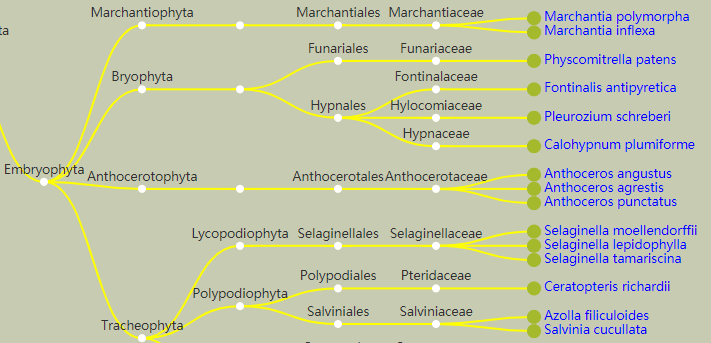 ta
Marchantiophyta Marchantiales Marchantiaceae Marchantia polymorpha
Marchantia inflexa
Bryophyta Funariales Funariaceae Physcomitrella patens
Fontinalaceae Fontinalis antipyretica
Hypnales Hylocomiaceae Pleurozium schreberi
Hypnaceae Calohypnum plumiforme
Embryophyta
Anthocerotophyta Anthocerotales Anthocerotaceae Anthoceros angustus
Anthoceros agrestis
Anthoceros punctatus
Lycopodiophyta Selaginellales Selaginellaceae Selaginella moellendorffii
Selaginella lepidophylla
Selaginella tamariscina
Polypodiophyta Polypodiales Pteridaceae Ceratopteris richardii
Salviniales Salviniaceae Azolla filiculoides
Salvinia cucullata
Tracheophyta